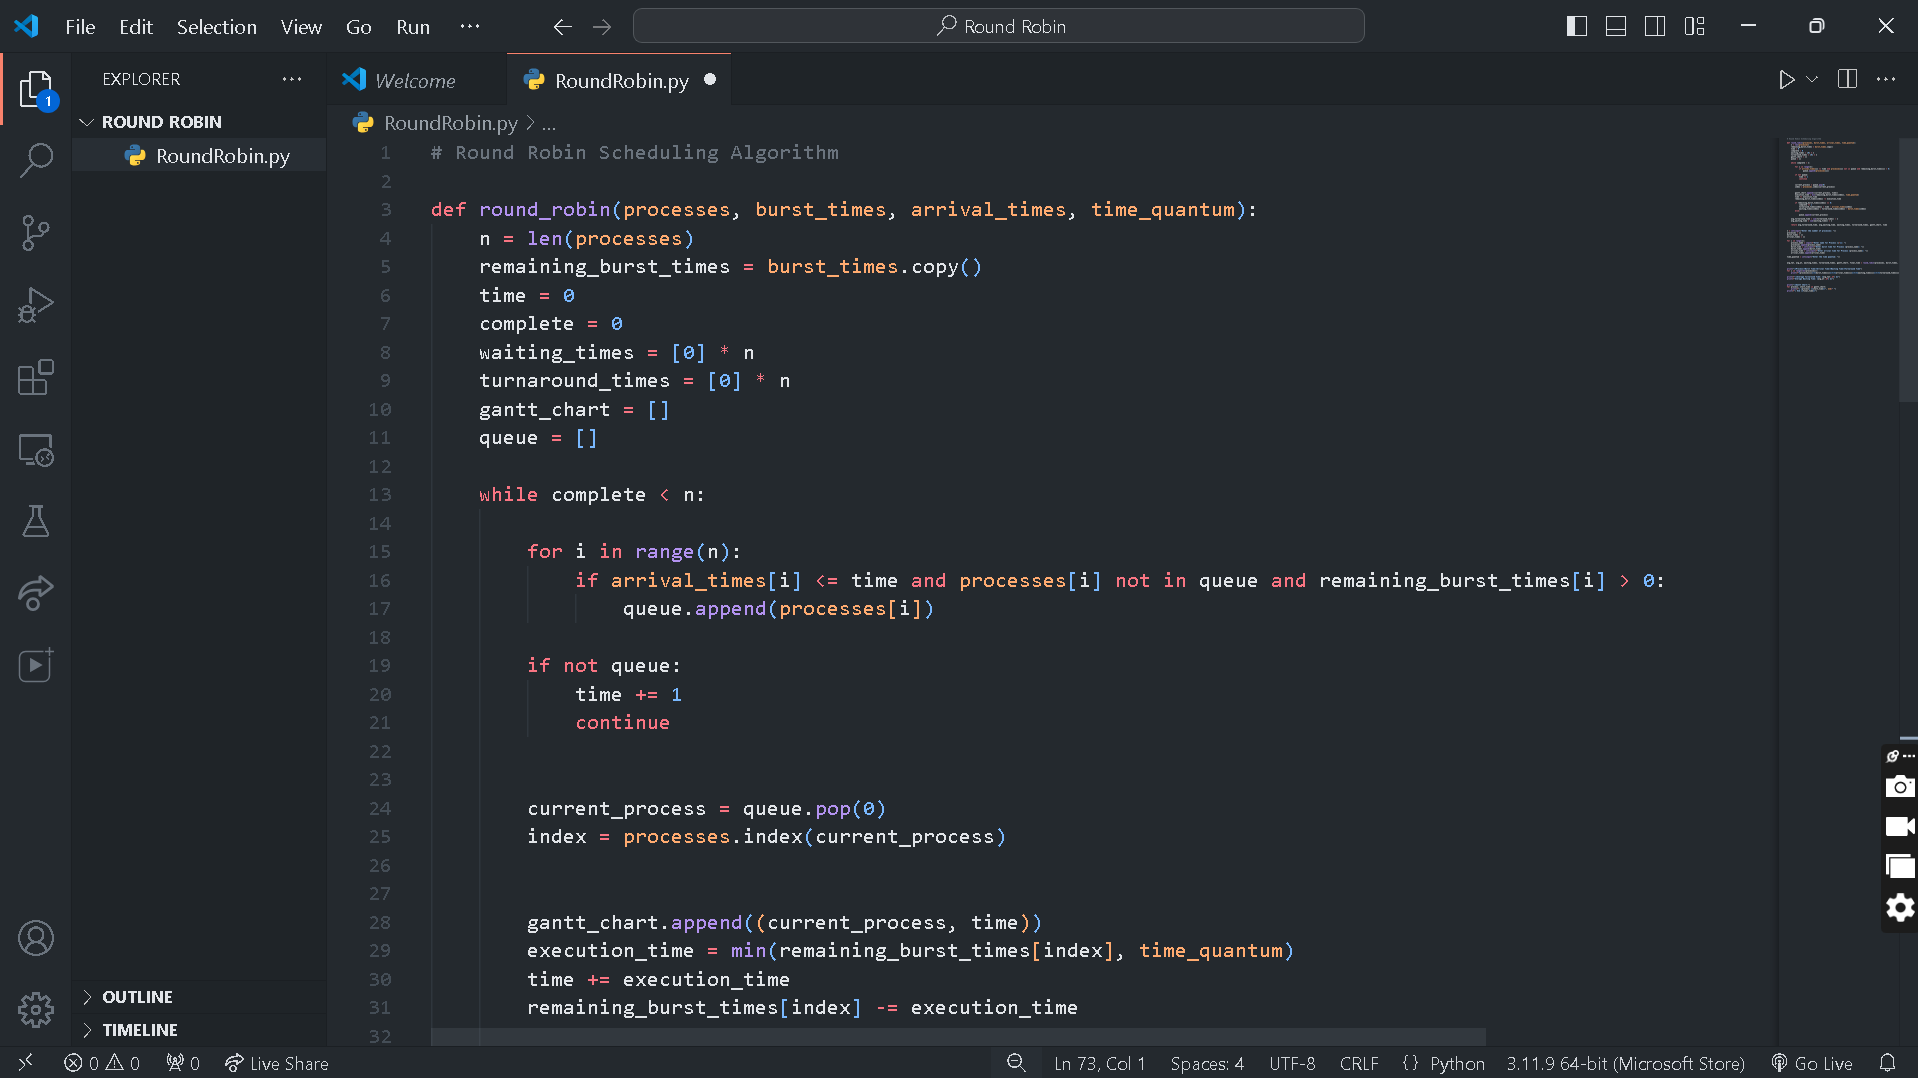 File Edit Selection View Go Run ...
Round Robin
EXPLORER ...
Welcome
RoundRobin.py
ROUND ROBIN
RoundRobin.py
RoundRobin.py > ...
1 # Round Robin Scheduling Algorithm
2
3 def round_robin(processes, burst_times, arrival_times, time_quantum):
4     n = len(processes)
5     remaining_burst_times = burst_times.copy()
6     time = 0
7     complete = 0
8     waiting_times = [0] * n
9     turnaround_times = [0] * n
10     gantt_chart = []
11     queue = []
12
13     while complete < n:
14
15         for i in range(n):
16             if arrival_times[i] <= time and processes[i] not in queue and remaining_burst_times[i] > 0:
17                 queue.append(processes[i])
18
19         if not queue:
20             time += 1
21             continue
22
23
24         current_process = queue.pop(0)
25         index = processes.index(current_process)
26
27
28         gantt_chart.append((current_process, time))
29         execution_time = min(remaining_burst_times[index], time_quantum)
30         time += execution_time
31         remaining_burst_times[index] -= execution_time
32
1
OUTLINE
TIMELINE
0 0 0 Live Share Ln 73, Col 1 Spaces: 4 UTF-8 CRLF {} Python 3.11.9 64-bit (Microsoft Store) Go Live